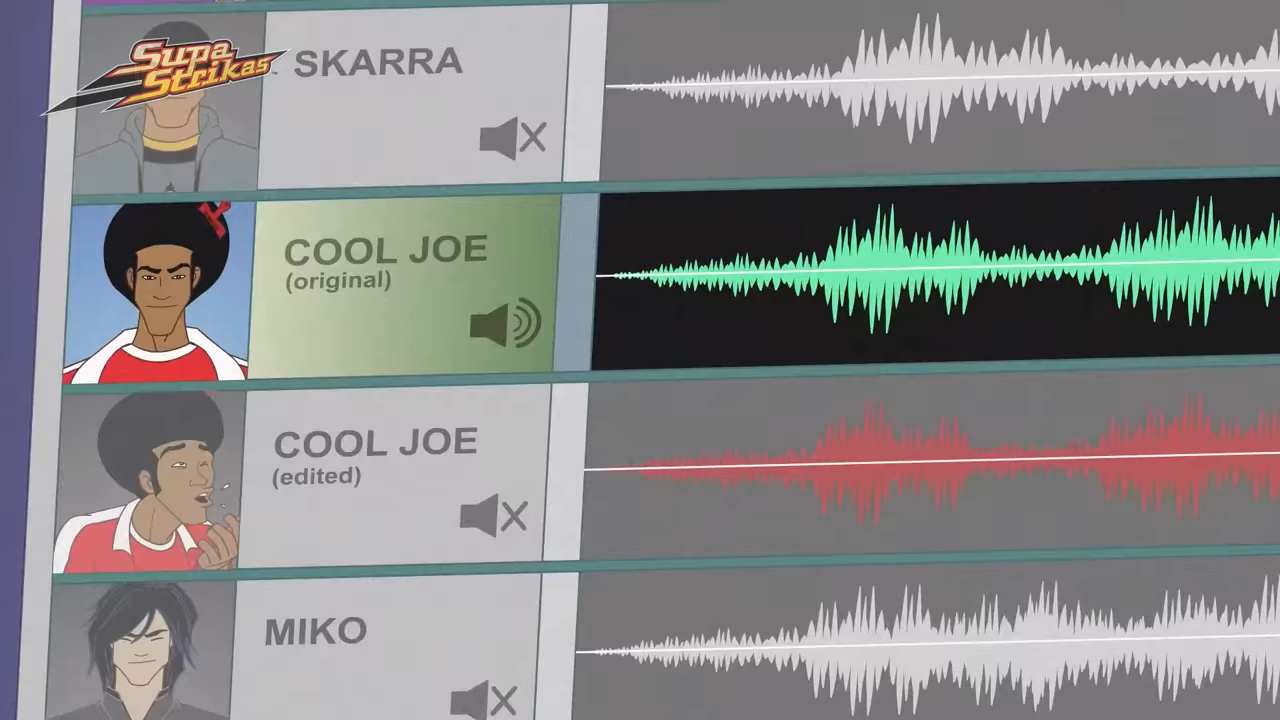 Supa
Strikas
SKARRA
COOL JOE
(original)
COOL JOE
(edited)
MIKO